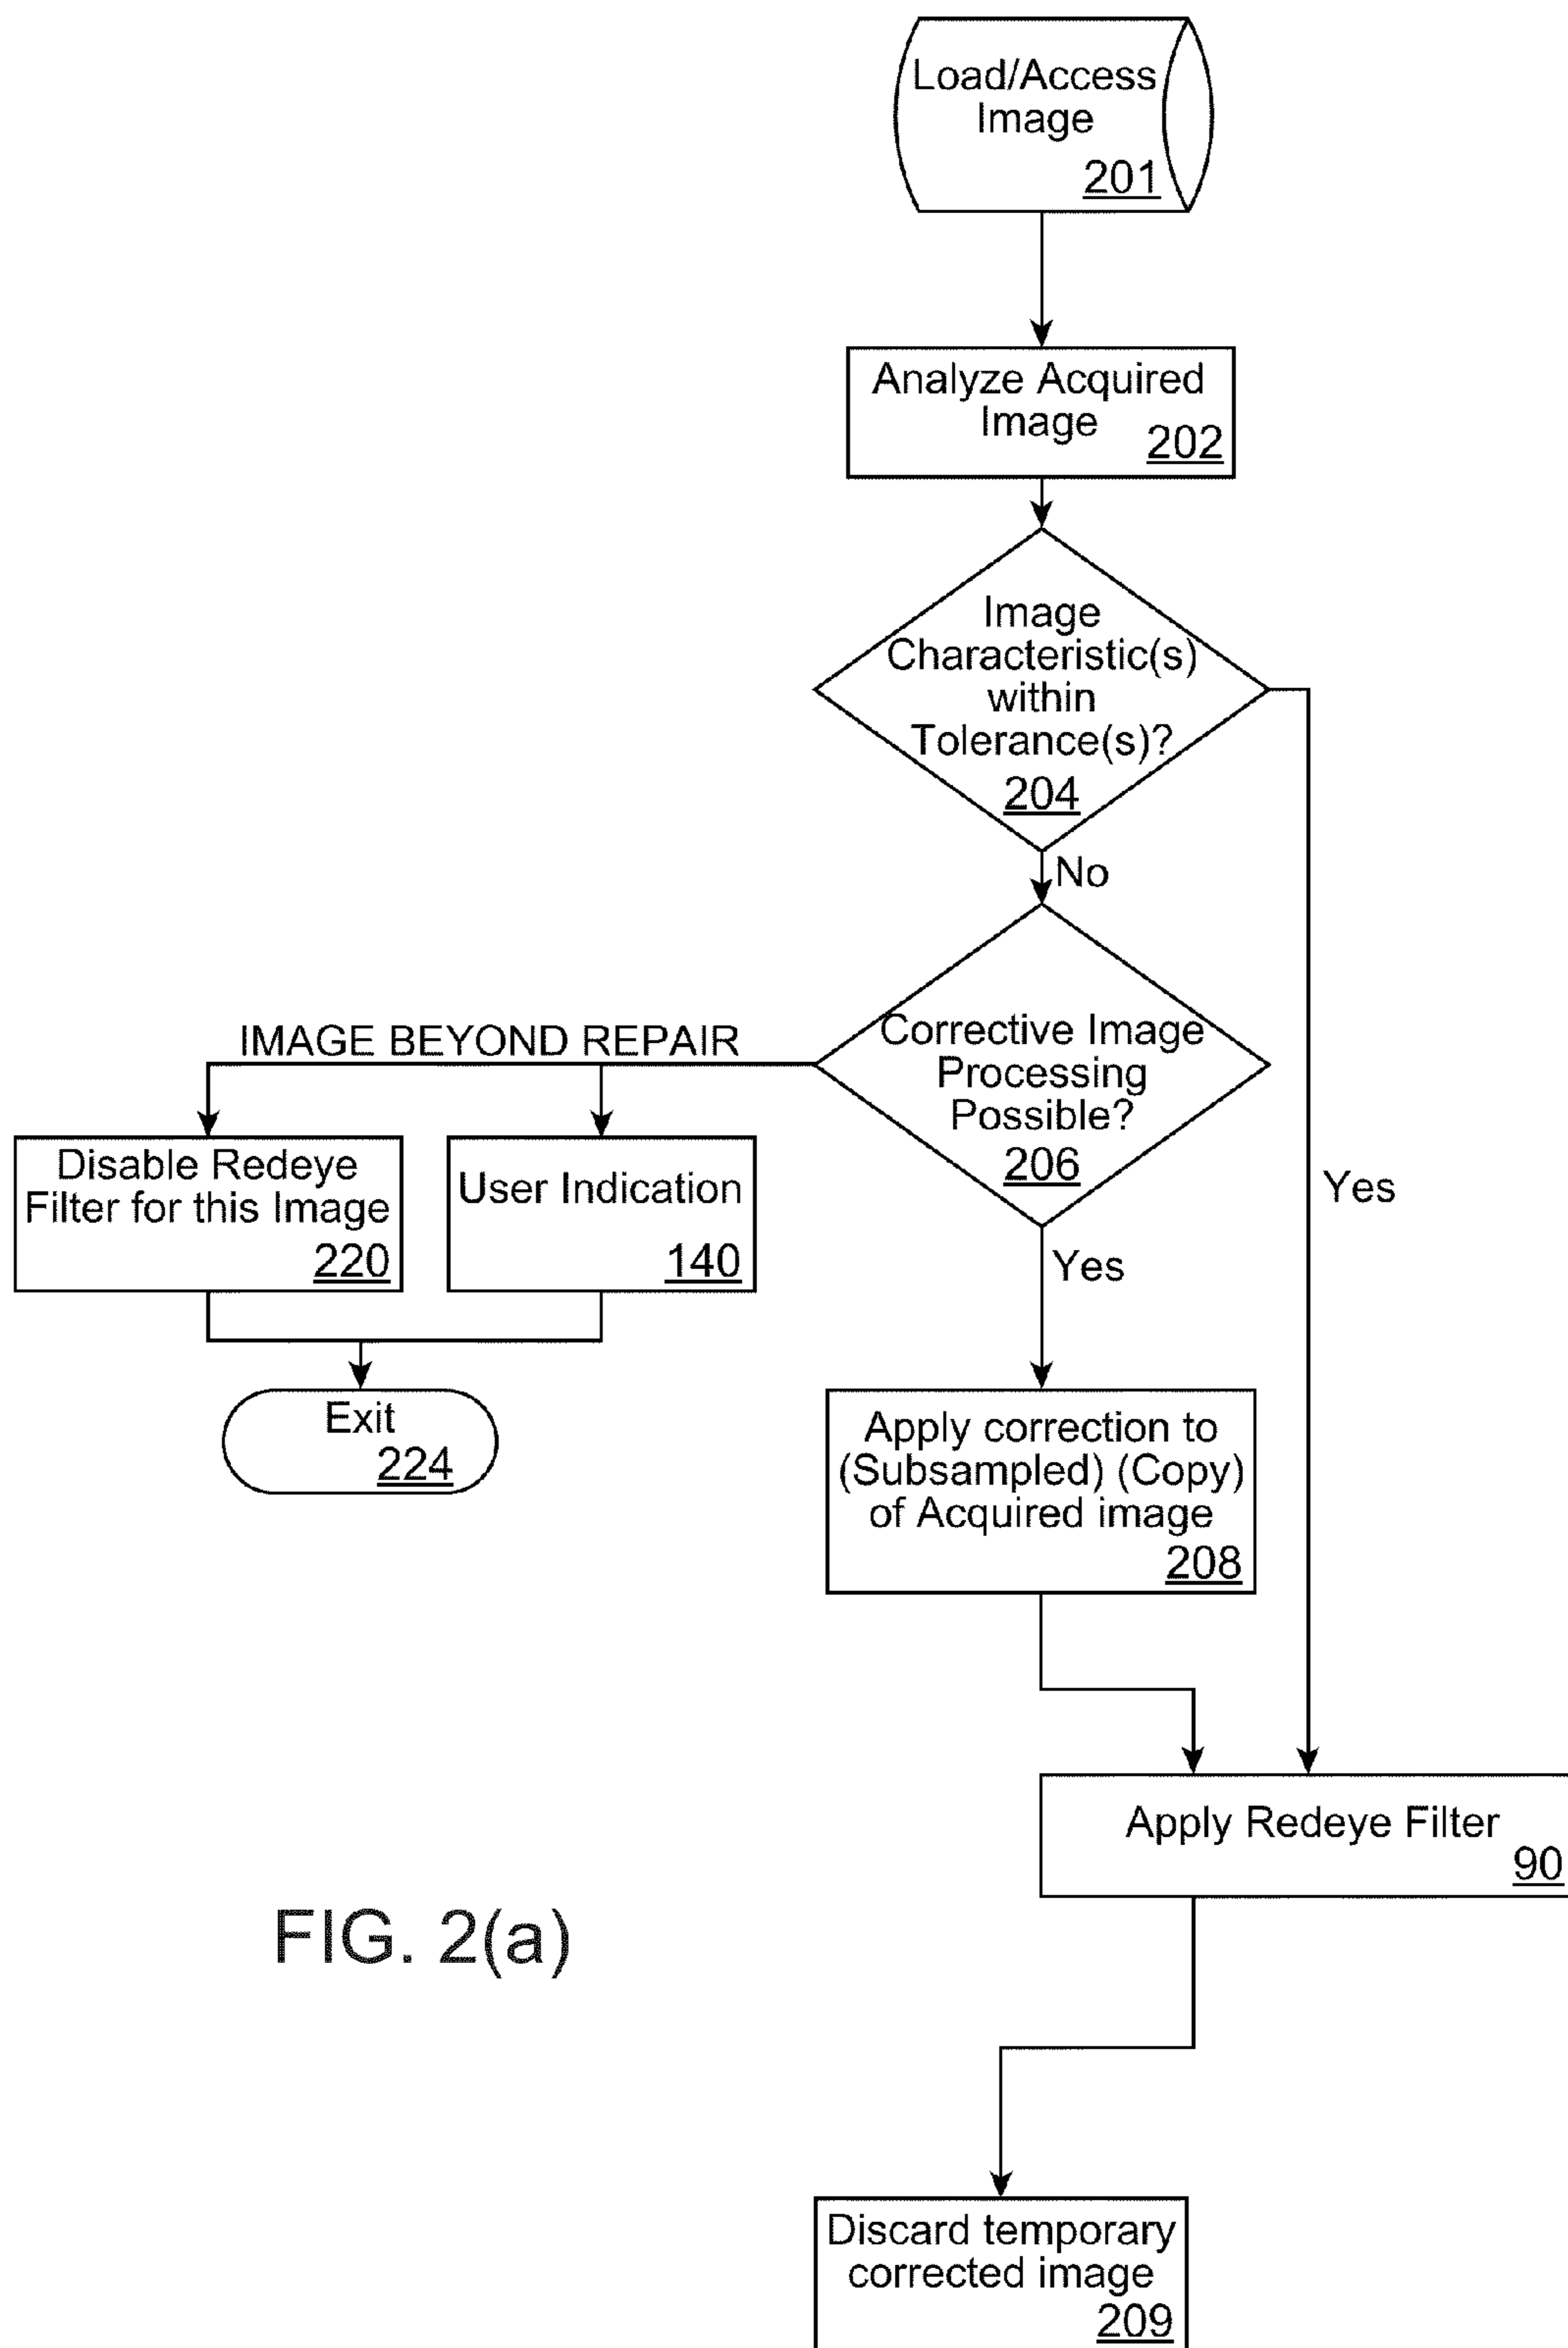 Load/Access
Image
201
Analyze Acquired
Image
202
Image
Characteristic(s)
within
Tolerance(s)?
204
No
Corrective Image
Processing
Possible?
206
IMAGE BEYOND REPAIR
Disable Redeye
Filter for this Image
220
User Indication
140
Yes
Yes
Exit
224
Apply correction to
(Subsampled) (Copy)
of Acquired image
208
Apply Redeye Filter
90
FIG. 2(a)
Discard temporary
corrected image
209